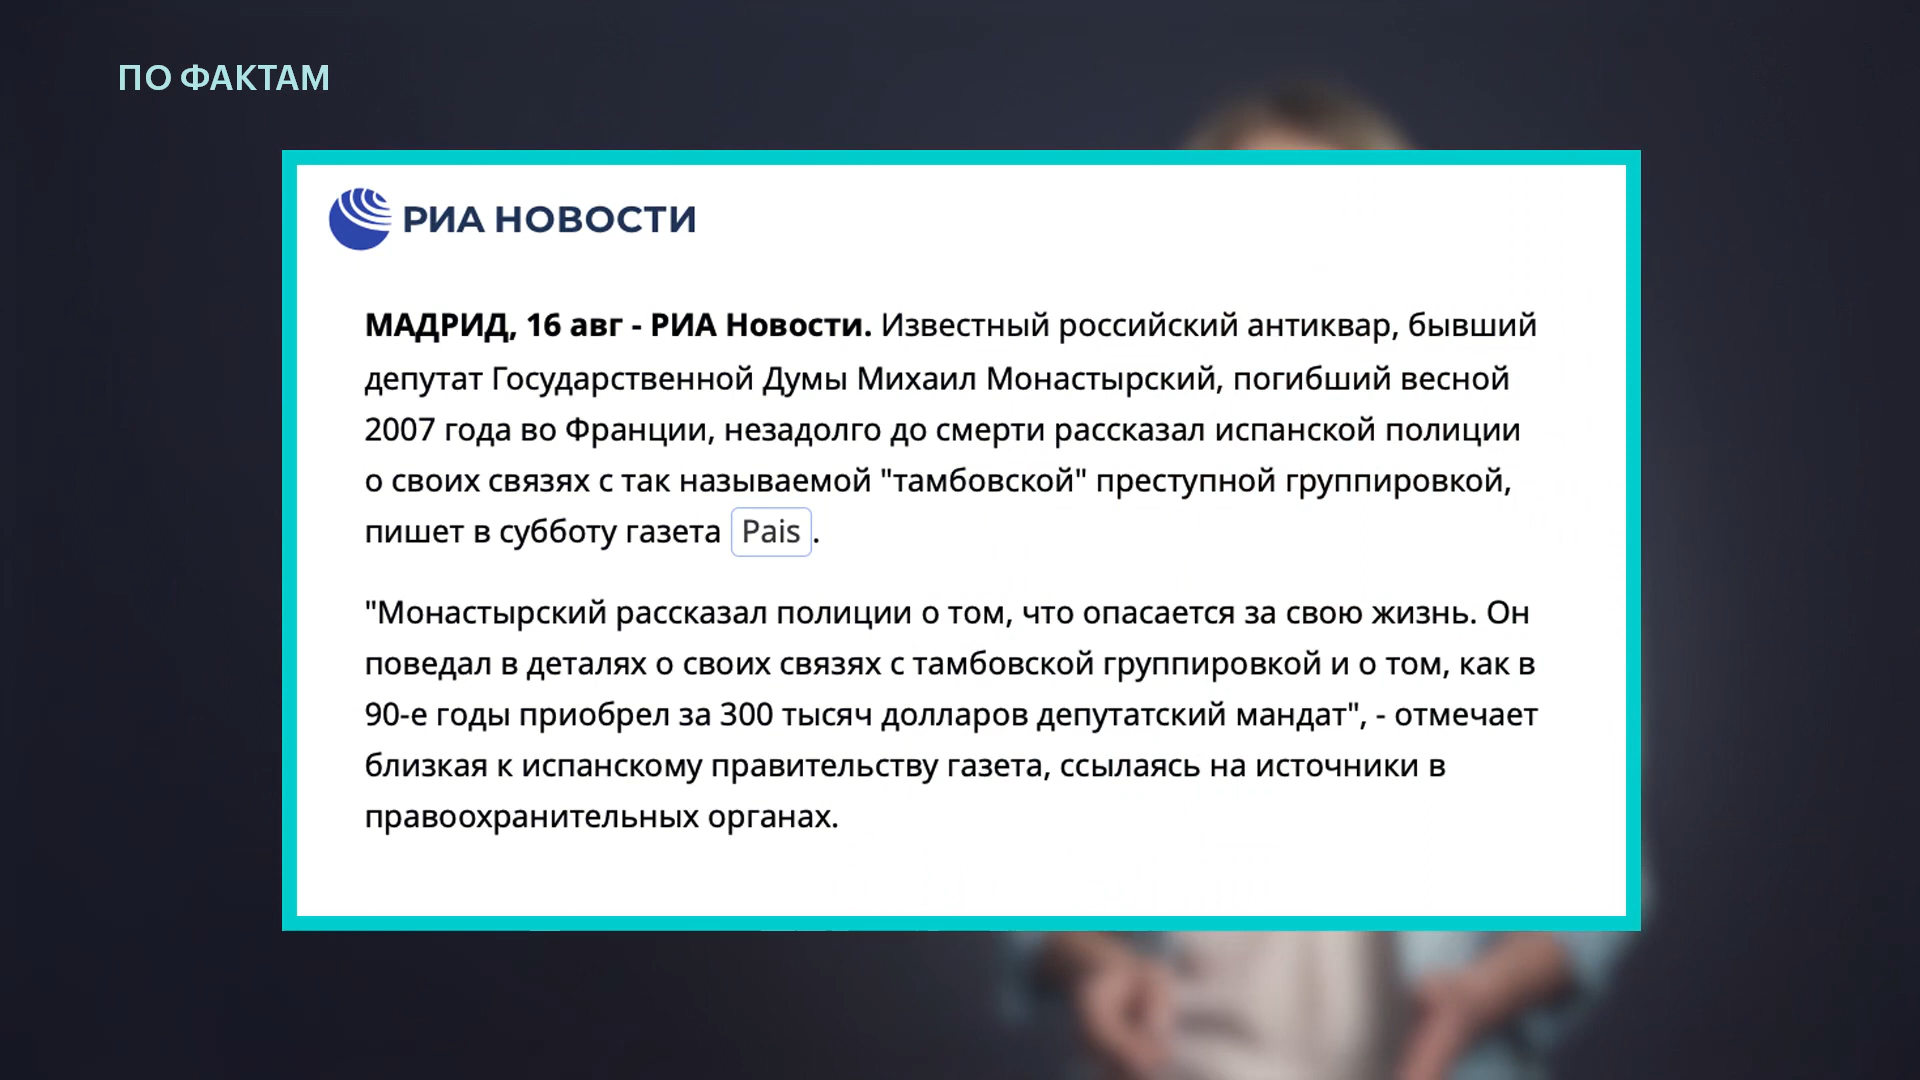 ПО ФАКТАМ
РИА НОВОСТИ
МАДРИД, 16 авг - РИА Новости. Известный российский антиквар, бывший
депутат Государственной Думы Михаил Монастырский, погибший весной
2007 года во Франции, незадолго до смерти рассказал испанской полиции
о своих связях с так называемой "тамбовской" преступной группировкой,
пишет в субботу газета Pais.
"Монастырский рассказал полиции о том, что опасается за свою жизнь. Он
поведал в деталях о своих связях с тамбовской группировкой и о том, как в
90-е годы приобрел за 300 тысяч долларов депутатский мандат", - отмечает
близкая к испанскому правительству газета, ссылаясь на источники в
правоохранительных органах.